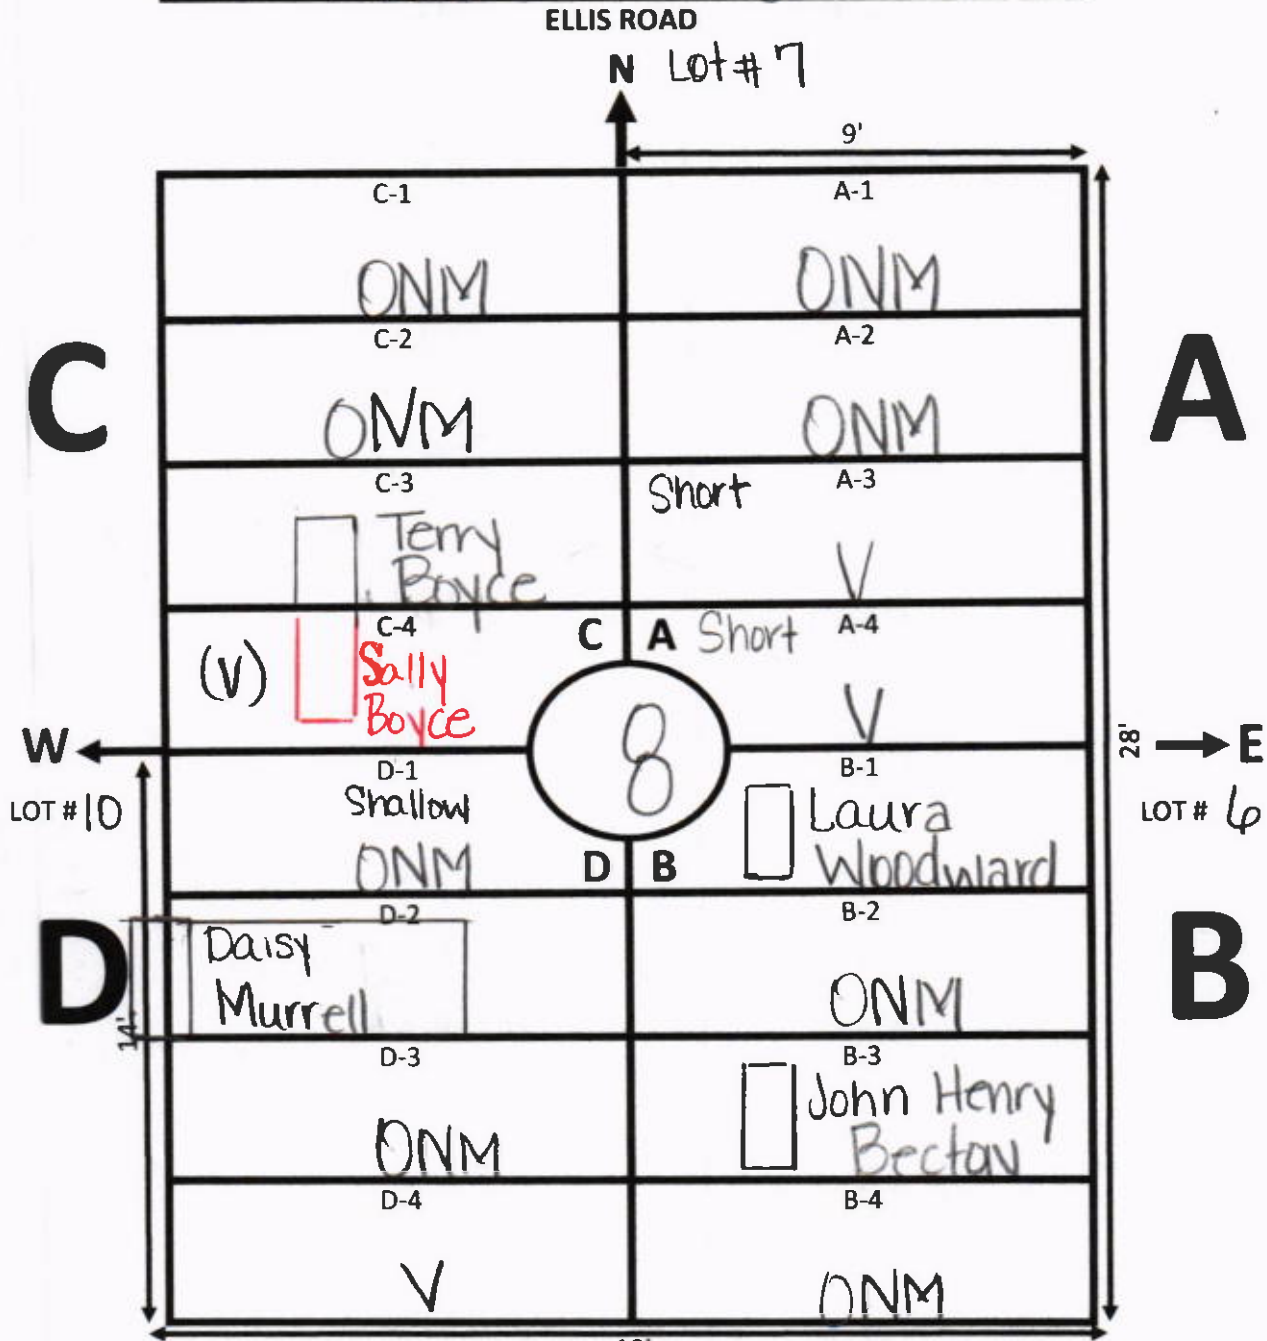 ELLIS ROAD
N Lot # 7
9'
C-1
A-1
ONM
ONM
C-2
A-2
C
A
ONM
ONM
C-3
A-3
Short
Terry
Boyce
V
C-4
C A
Short
A-4
(V)
Sally
Boyce
V
W
8
28'
E
D-1
B-1
LOT # 10
Shallow
Laura
Woodward
LOT # 6
ONM
D B
D-2
B-2
D
B
Daisy
Murrell
ONM
14'
D-3
B-3
John Henry
ONM
D-4
B-4
V
ONM